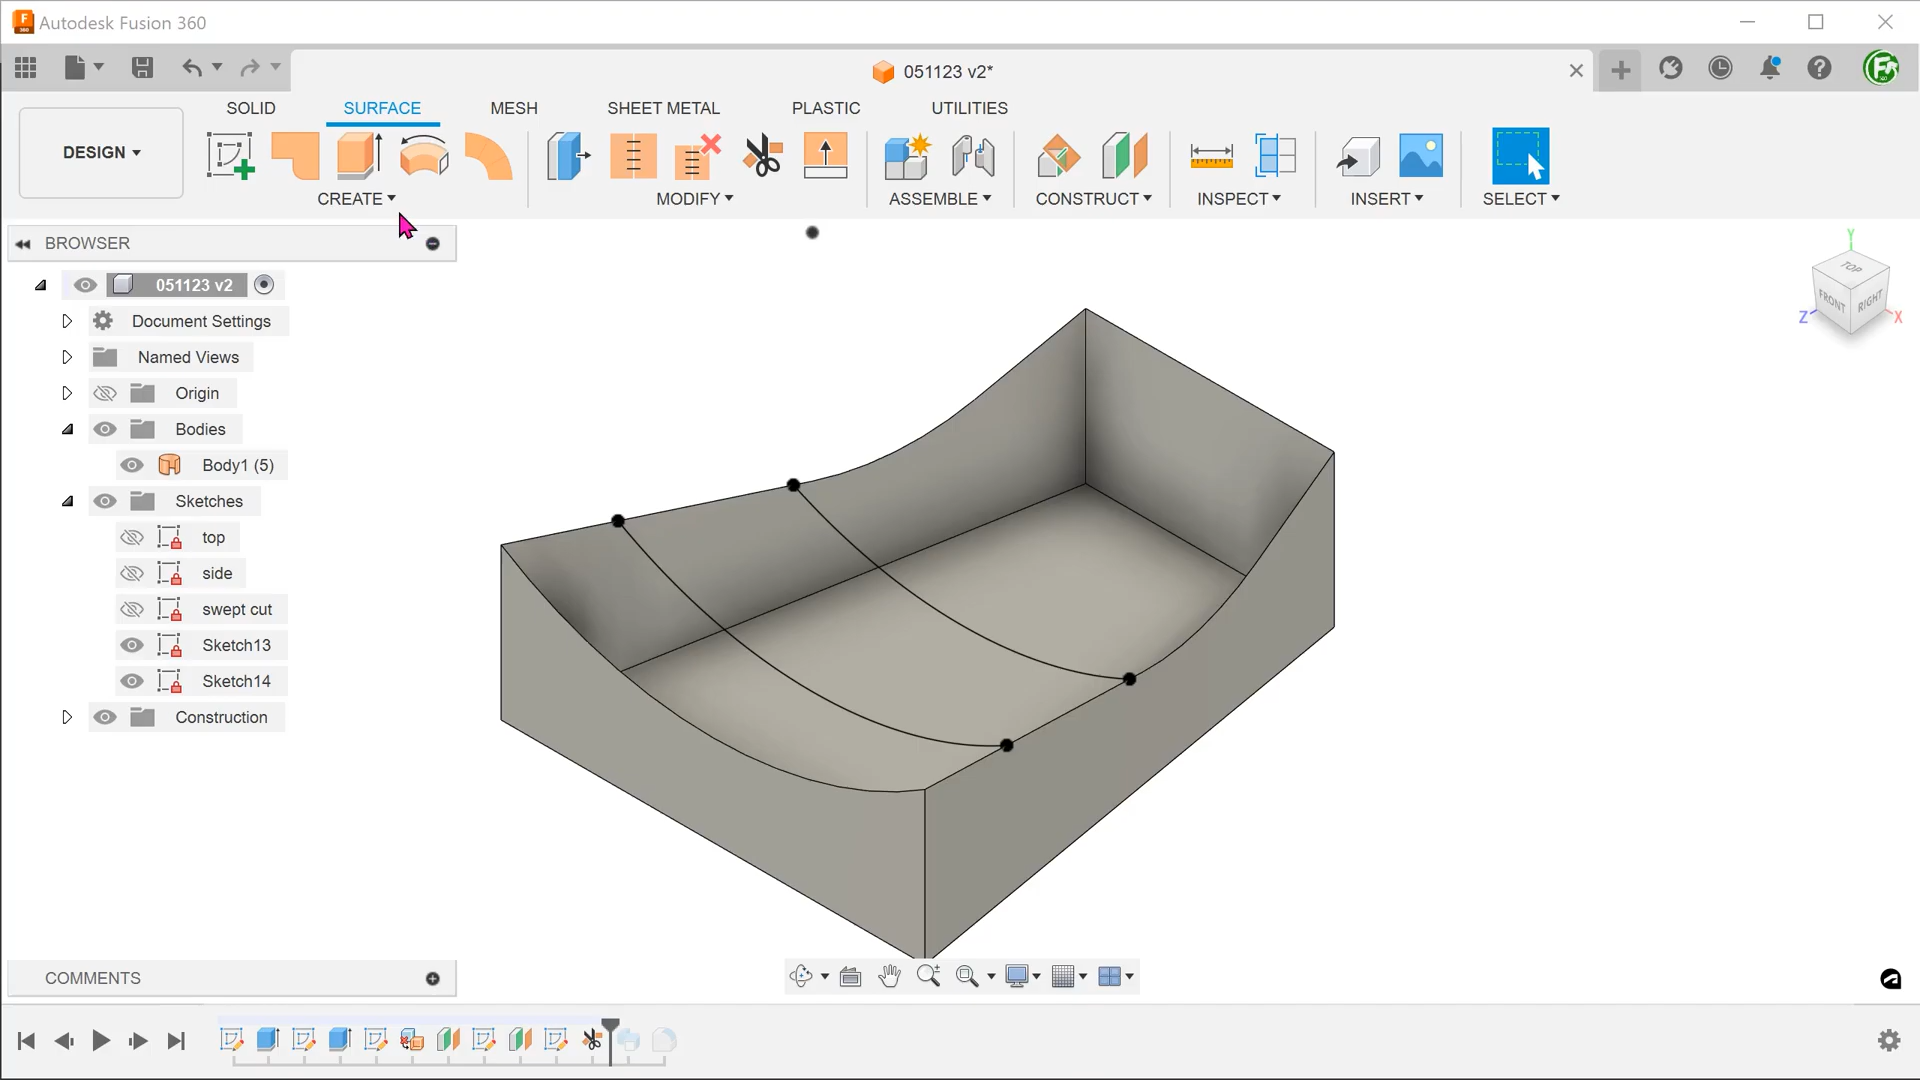 Autodesk Fusion 360
051123 v2*
SOLID SURFACE MESH SHEET METAL PLASTIC UTILITIES
DESIGN
CREATE MODIFY ASSEMBLE CONSTRUCT INSPECT INSERT SELECT
BROWSER
051123 v2
Document Settings
Named Views
Origin
Bodies
Body1 (5)
Sketches
top
side
swept cut
Sketch13
Sketch14
Construction
Y
TOP
FRONT RIGHT
Z X
COMMENTS